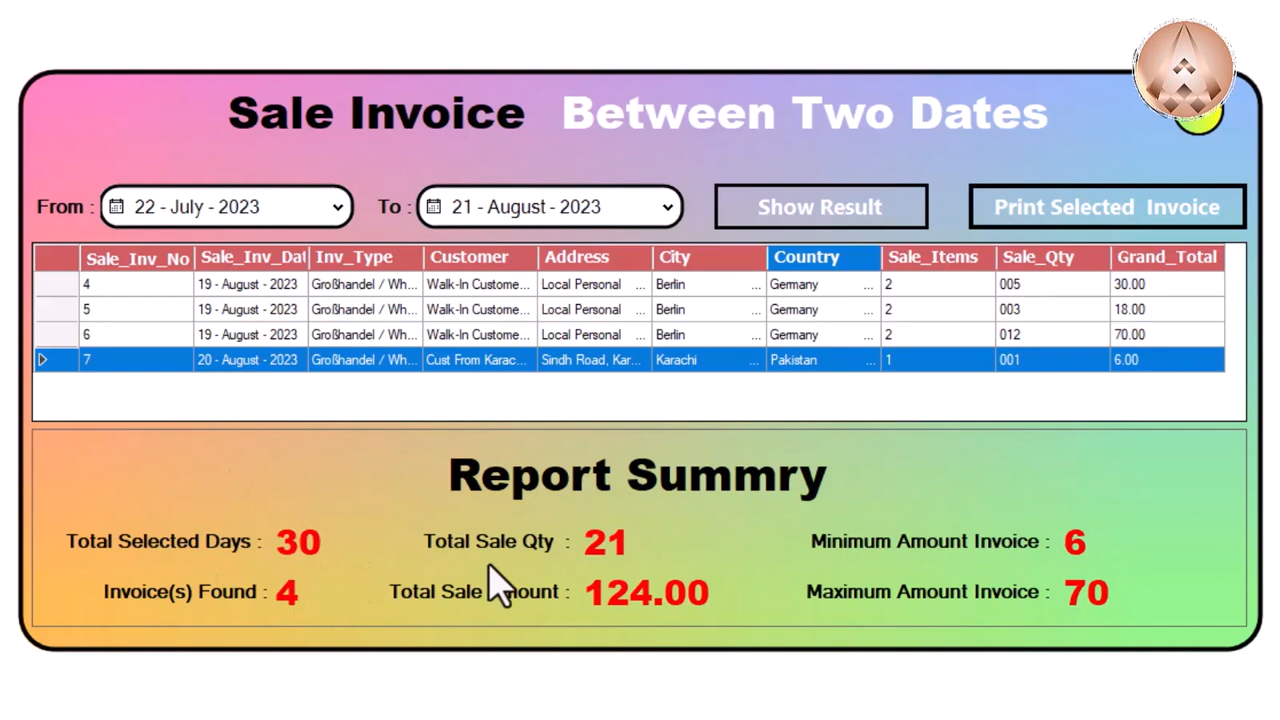 Sale Invoice Between Two Dates
From : 22 - July - 2023 To : 21 - August - 2023 Show Result Print Selected Invoice
Sale_Inv_No Sale_Inv_Dat Inv_Type Customer Address City Country Sale_Items Sale_Qty Grand_Total
4 19 - August - 2023 Großhandel / Wh... Walk-In Custome... Local Personal ... Berlin ... Germany ... 2 005 30.00
5 19 - August - 2023 Großhandel / Wh... Walk-In Custome... Local Personal ... Berlin ... Germany ... 2 003 18.00
6 19 - August - 2023 Großhandel / Wh... Walk-In Custome... Local Personal ... Berlin ... Germany ... 2 012 70.00
7 20 - August - 2023 Großhandel / Wh... Cust From Karac... Sindh Road, Kar... Karachi ... Pakistan ... 1 001 6.00
Report Summry
Total Selected Days : 30 Total Sale Qty : 21 Minimum Amount Invoice : 6
Invoice(s) Found : 4 Total Sale ount : 124.00 Maximum Amount Invoice : 70